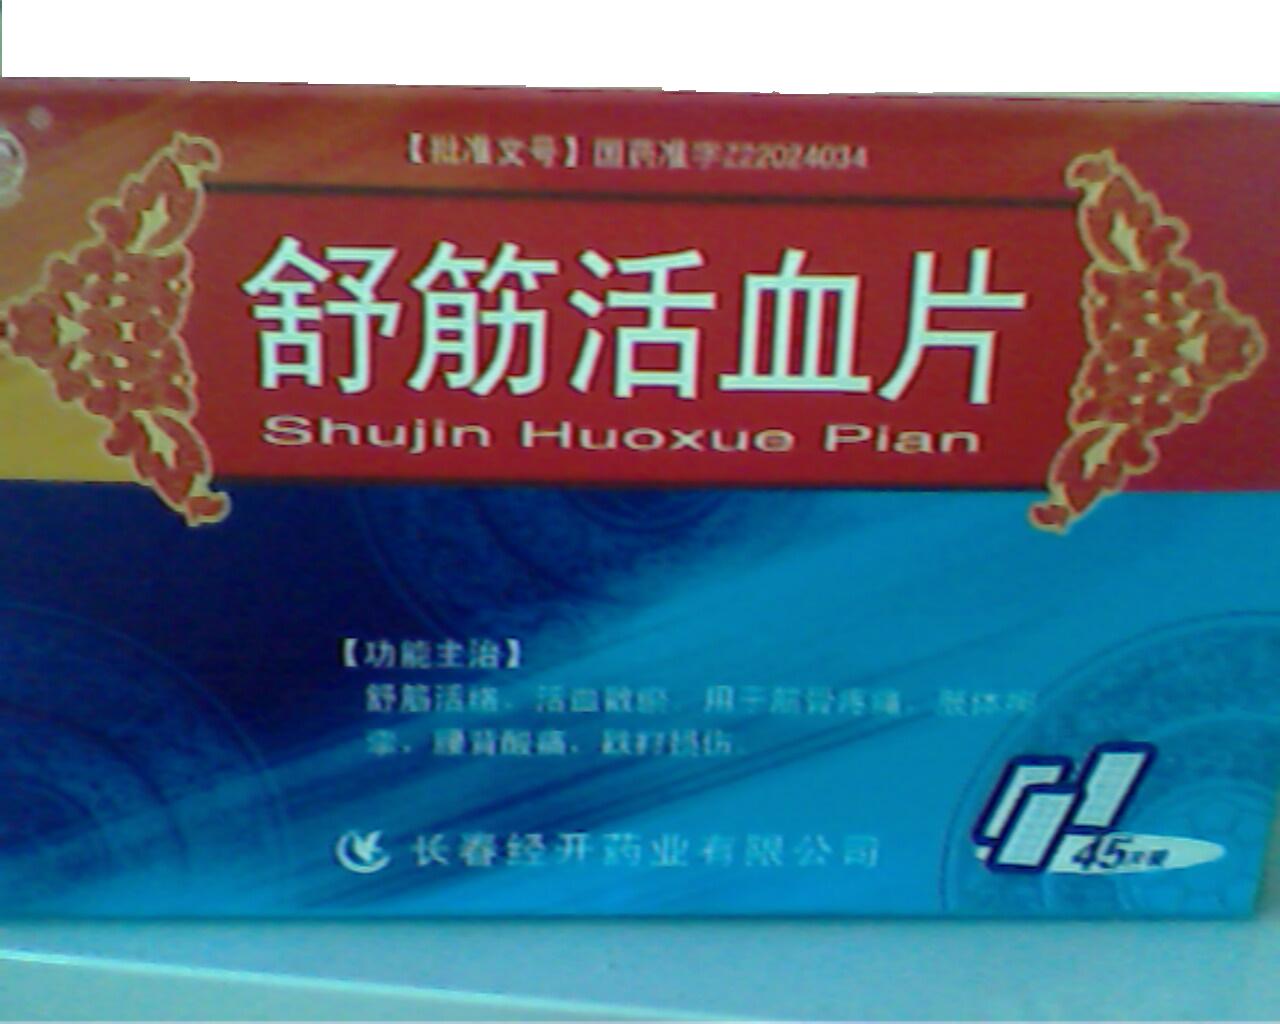 【批准文号】国药准字Z22024034
舒筋活血片
Shujin Huoxue Pian
【功能主治】
舒筋活络，活血散瘀。用于筋骨疼痛，肢体拘
挛，腰背酸痛，跌打损伤。
长春经开药业有限公司
45片装